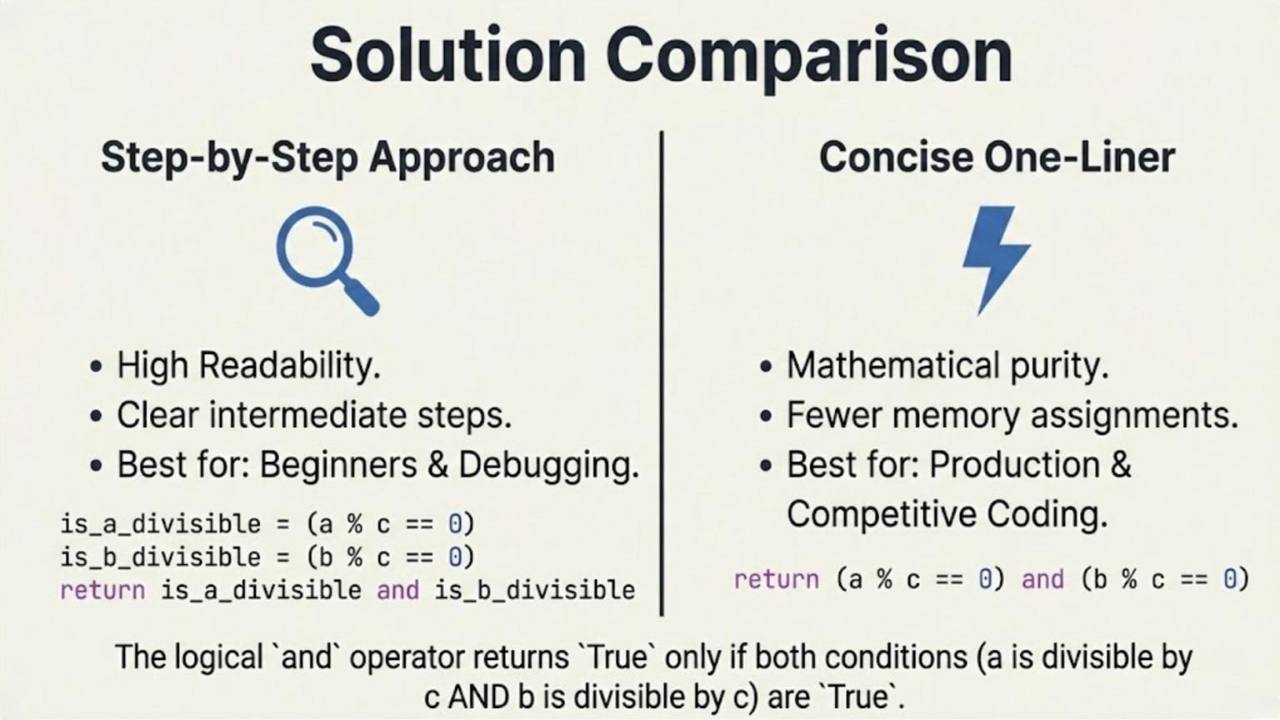 Solution Comparison
Step-by-Step Approach
• High Readability.
• Clear intermediate steps.
• Best for: Beginners & Debugging.
is_a_divisible = (a % c == 0)
is_b_divisible = (b % c == 0)
return is_a_divisible and is_b_divisible
Concise One-Liner
• Mathematical purity.
• Fewer memory assignments.
• Best for: Production &
Competitive Coding.
return (a % c == 0) and (b % c == 0)
The logical `and` operator returns `True` only if both conditions (a is divisible by
c AND b is divisible by c) are `True`.